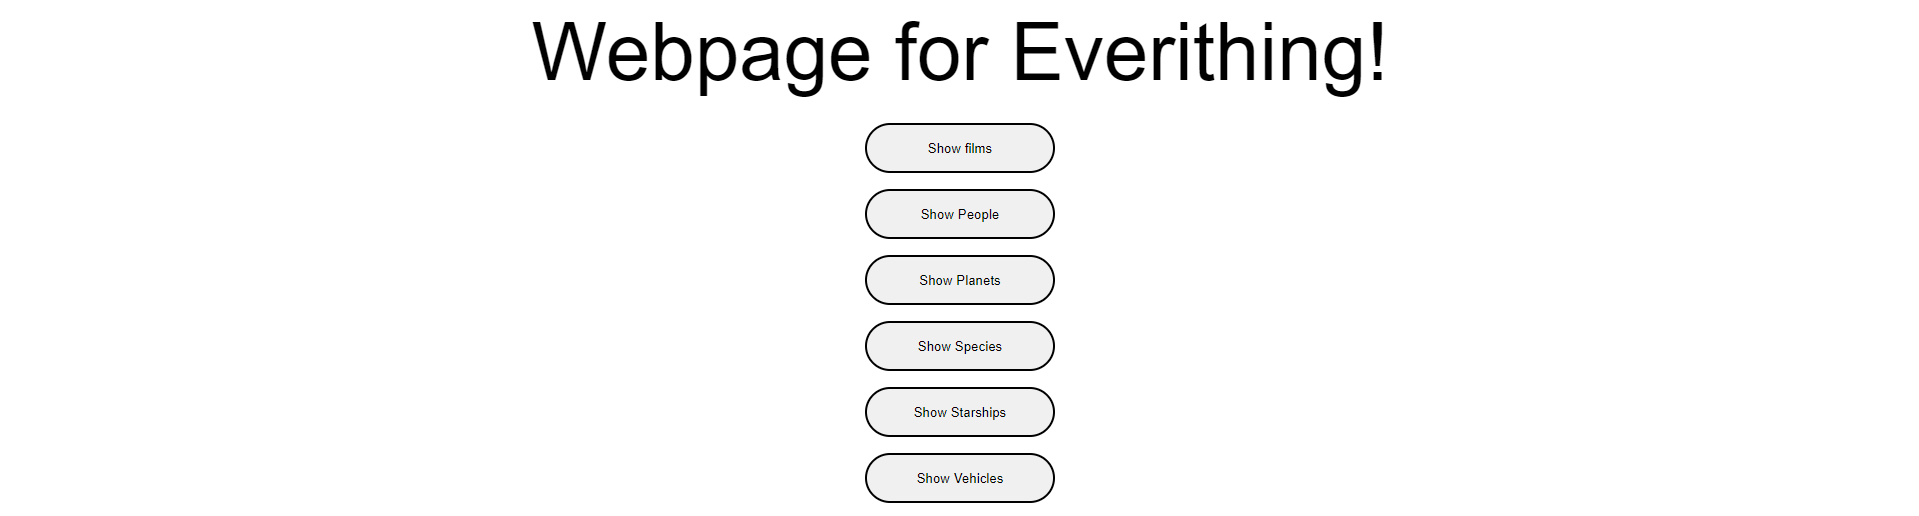 Webpage for Everithing!
Show films
Show People
Show Planets
Show Species
Show Starships
Show Vehicles